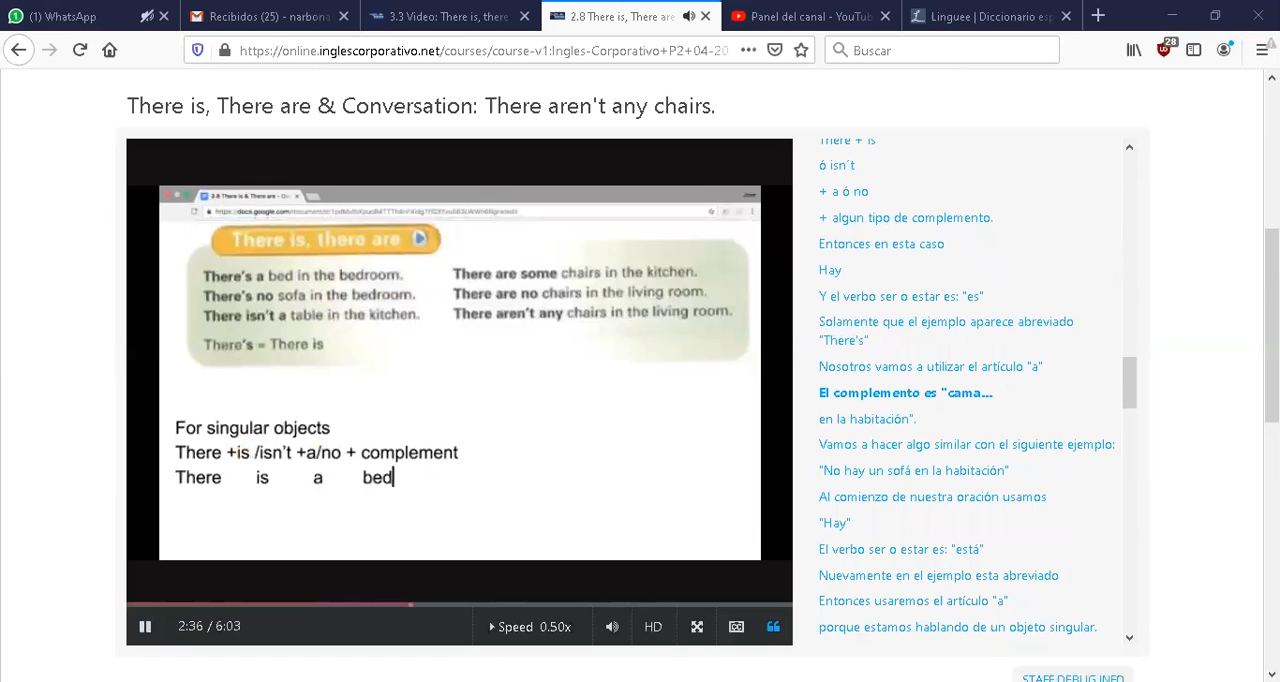 (1) WhatsApp
Recibidos (25) - narbona
3.3 Video: There is, there
2.8 There is, There are
Panel del canal - YouTub
Linguee | Diccionario esp
https://online.inglescorporativo.net/courses/course-v1:Ingles-Corporativo+P2+04-20
Buscar
28
There is, There are & Conversation: There aren't any chairs.
2.8 There is & There are -
There is, there are
There's a bed in the bedroom.
There's no sofa in the bedroom.
There isn't a table in the kitchen.
There's = There is
There are some chairs in the kitchen.
There are no chairs in the living room.
There aren't any chairs in the living room.
For singular objects
There +is /isn't +a/no + complement
There is a bed
2:36 / 6:03
Speed 0.50x
HD
There + is
ó isn´t
+ a ó no
+ algun tipo de complemento.
Entonces en esta caso
Hay
Y el verbo ser o estar es: "es"
Solamente que el ejemplo aparece abreviado
"There's"
Nosotros vamos a utilizar el artículo "a"
El complemento es "cama...
en la habitación".
Vamos a hacer algo similar con el siguiente ejemplo:
"No hay un sofá en la habitación"
Al comienzo de nuestra oración usamos
"Hay"
El verbo ser o estar es: "está"
Nuevamente en el ejemplo esta abreviado
Entonces usaremos el artículo "a"
porque estamos hablando de un objeto singular.
STAFF DEBUG INFO